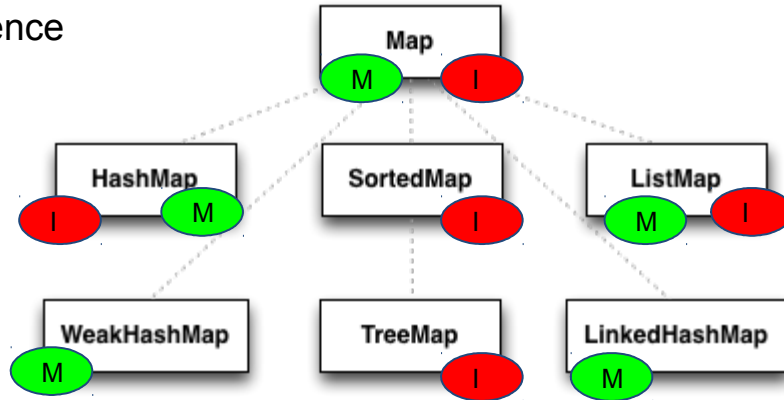 ence
Map
M I
HashMap SortedMap ListMap
I M I M I
WeakHashMap TreeMap LinkedHashMap
M I M